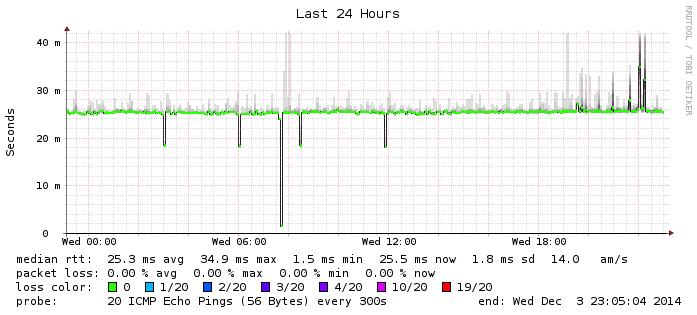 Last 24 Hours
RRDTOOL / TOBI OETIKER
Seconds
40 m
30 m
20 m
10 m
0
Wed 00:00 Wed 06:00 Wed 12:00 Wed 18:00
median rtt: 25.3 ms avg 34.9 ms max 1.5 ms min 25.5 ms now 1.8 ms sd 14.0 am/s
packet loss: 0.00 % avg 0.00 % max 0.00 % min 0.00 % now
loss color: 0 1/20 2/20 3/20 4/20 10/20 19/20
probe: 20 ICMP Echo Pings (56 Bytes) every 300s end: Wed Dec 3 23:05:04 2014